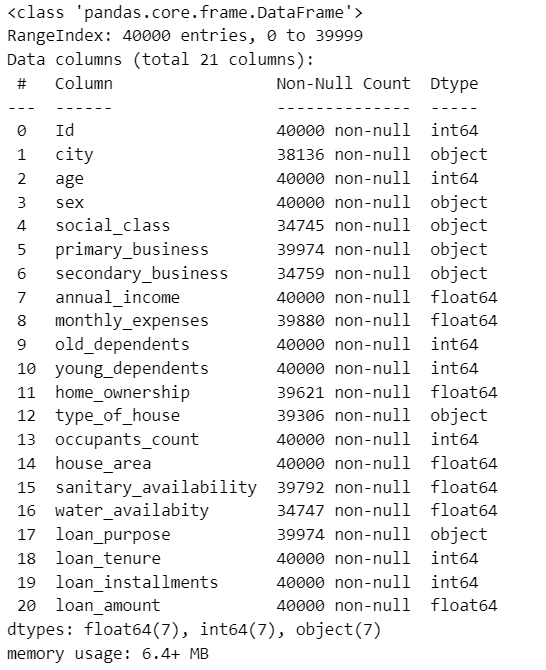 <class 'pandas.core.frame.DataFrame'>
RangeIndex: 40000 entries, 0 to 39999
Data columns (total 21 columns):
 #   Column                 Non-Null Count  Dtype
---  ------                 --------------  -----
 0   Id                     40000 non-null  int64
 1   city                   38136 non-null  object
 2   age                    40000 non-null  int64
 3   sex                    40000 non-null  object
 4   social_class           34745 non-null  object
 5   primary_business       39974 non-null  object
 6   secondary_business     34759 non-null  object
 7   annual_income          40000 non-null  float64
 8   monthly_expenses       39880 non-null  float64
 9   old_dependents         40000 non-null  int64
 10  young_dependents       40000 non-null  int64
 11  home_ownership         39621 non-null  float64
 12  type_of_house          39306 non-null  object
 13  occupants_count        40000 non-null  int64
 14  house_area             40000 non-null  float64
 15  sanitary_availability  39792 non-null  float64
 16  water_availabity       34747 non-null  float64
 17  loan_purpose           39974 non-null  object
 18  loan_tenure            40000 non-null  int64
 19  loan_installments      40000 non-null  int64
 20  loan_amount            40000 non-null  float64
dtypes: float64(7), int64(7), object(7)
memory usage: 6.4+ MB